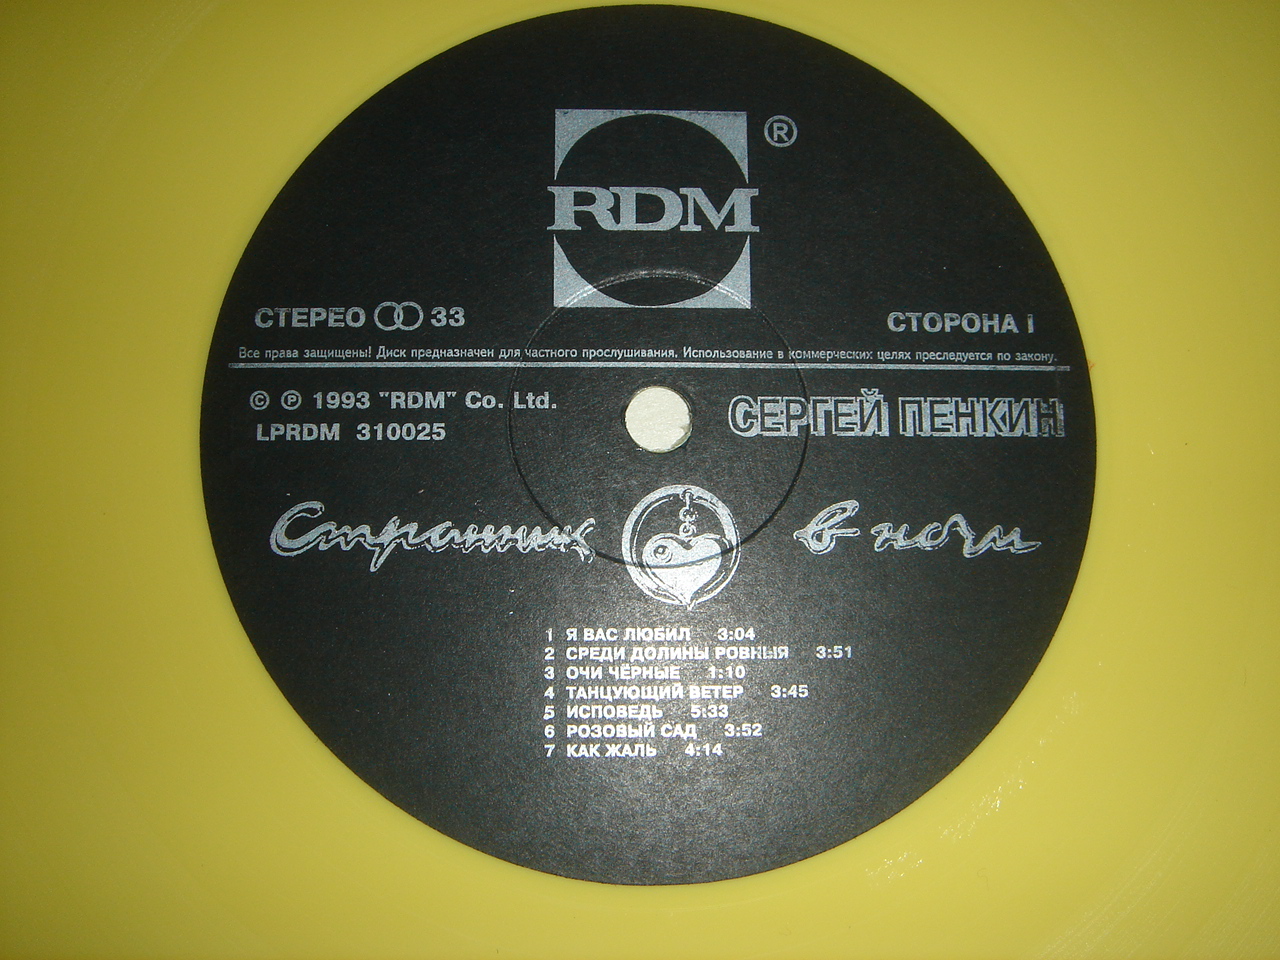 RDM ®
СТЕРЕО 33
СТОРОНА I
Все права защищены! Диск предназначен для частного прослушивания. Использование в коммерческих целях преследуется по закону.
© ℗ 1993 "RDM" Co. Ltd.
LPRDM 310025
СЕРГЕЙ ПЕНКИН
Странник в ночи
1 Я ВАС ЛЮБИЛ 3:04
2 СРЕДИ ДОЛИНЫ РОВНЫЯ 3:51
3 ОЧИ ЧЁРНЫЕ 1:10
4 ТАНЦУЮЩИЙ ВЕТЕР 3:45
5 ИСПОВЕДЬ 5:33
6 РОЗОВЫЙ САД 3:52
7 КАК ЖАЛЬ 4:14